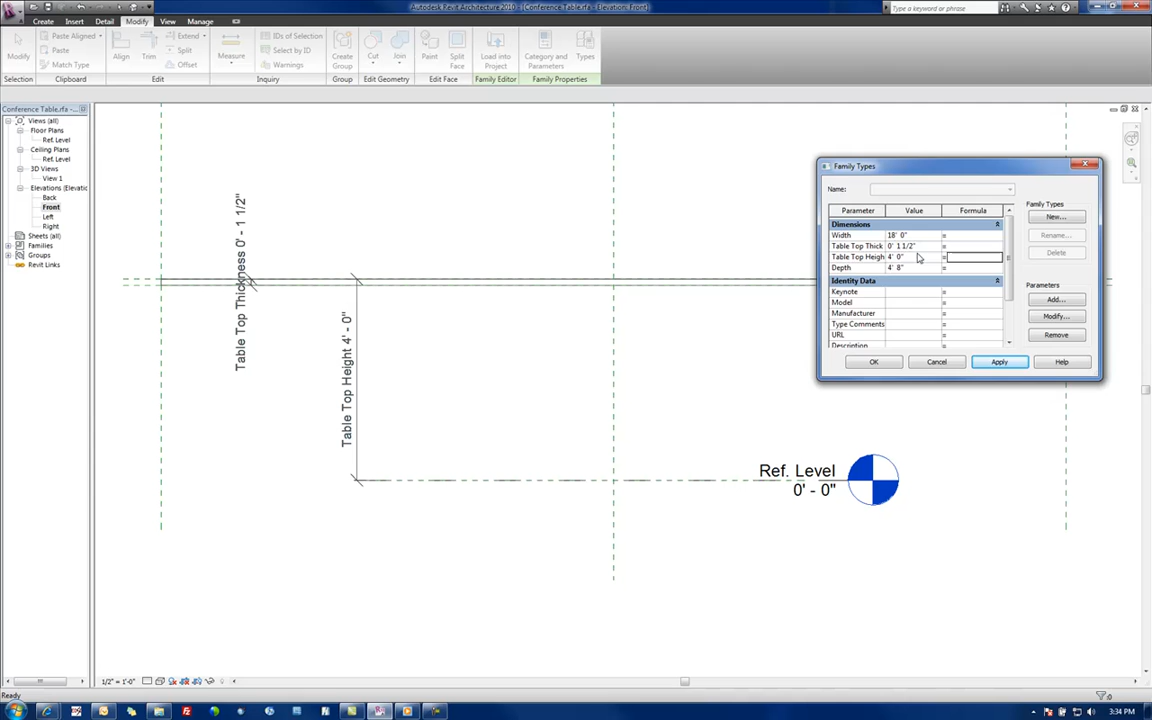 Autodesk Revit Architecture 2010 - [Conference Table.rfa - Elevation: Front]
Type a keyword or phrase
Create Insert Detail Modify View Manage
Modify
Paste Aligned
Paste
Match Type
Align Trim
Extend
Split
Offset
Measure
IDs of Selection
Select by ID
Warnings
Create Group
Cut Join
Paint Split Face
Load into Project
Category and Parameters
Types
Selection Clipboard Edit Inquiry Group Edit Geometry Edit Face Family Editor Family Properties
Conference Table.rfa - ...
Views (all)
Floor Plans
Ref. Level
Ceiling Plans
Ref. Level
3D Views
View 1
Elevations (Elevatio
Back
Front
Left
Right
Sheets (all)
Families
Groups
Revit Links
Table Top Thickness 0' - 1 1/2"
Table Top Height 4' - 0"
Ref. Level
0' - 0"
Family Types
Name:
Parameter Value Formula
Dimensions
Width 18' 0" =
Table Top Thick 0' 1 1/2" =
Table Top Heigh 4' 0" =
Depth 4' 8" =
Identity Data
Keynote =
Model =
Manufacturer =
Type Comments =
URL =
Description
Family Types
New...
Rename...
Delete
Parameters
Add...
Modify...
Remove
OK Cancel Apply Help
1/2" = 1'-0"
Ready
:0
3:34 PM